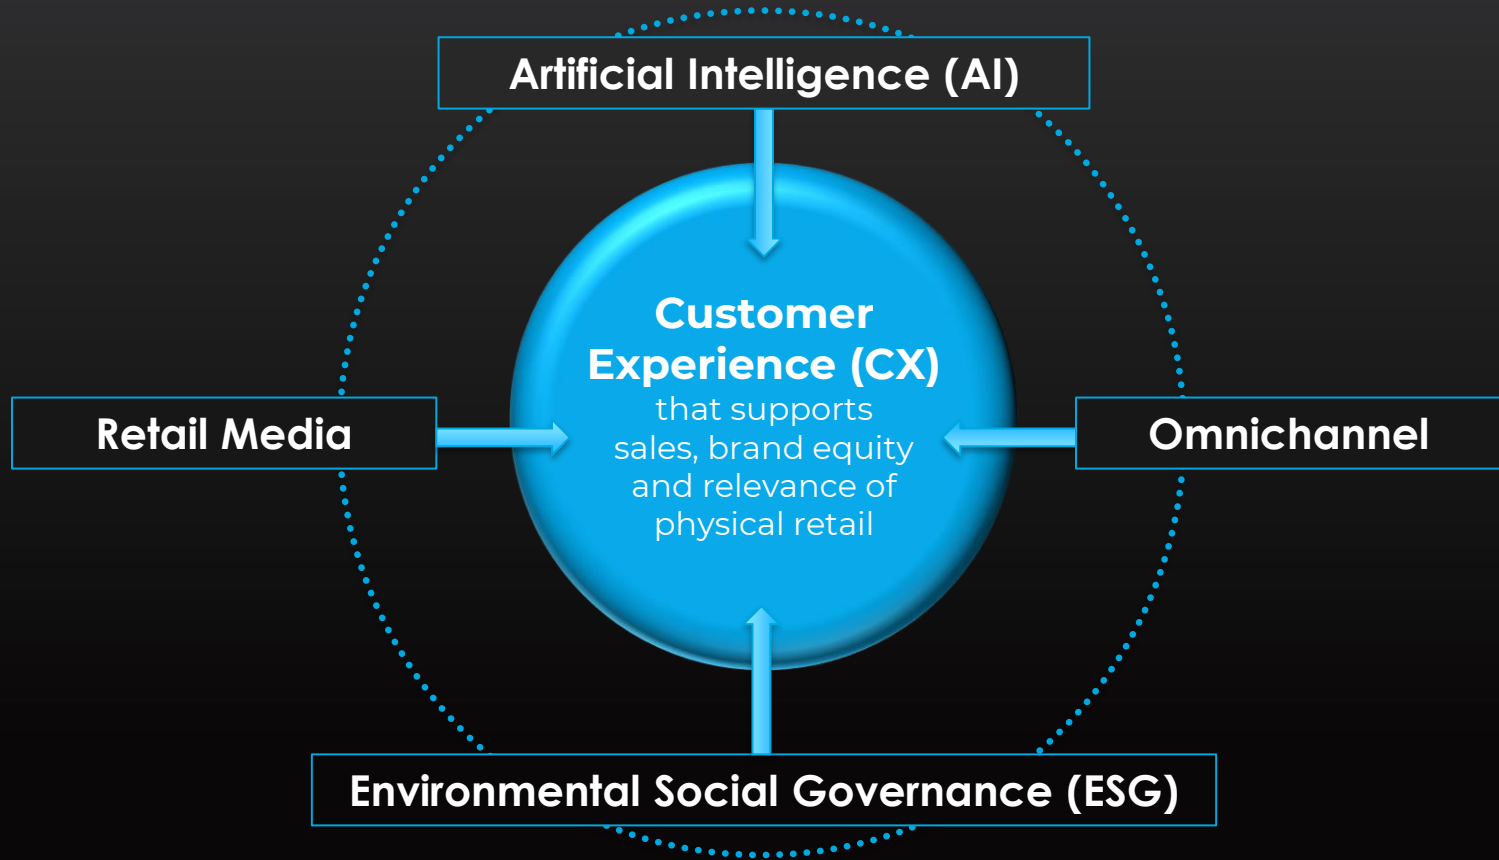 Artificial Intelligence (AI)
Customer
Experience (CX)
that supports
sales, brand equity
and relevance of
physical retail
Retail Media
Omnichannel
Environmental Social Governance (ESG)